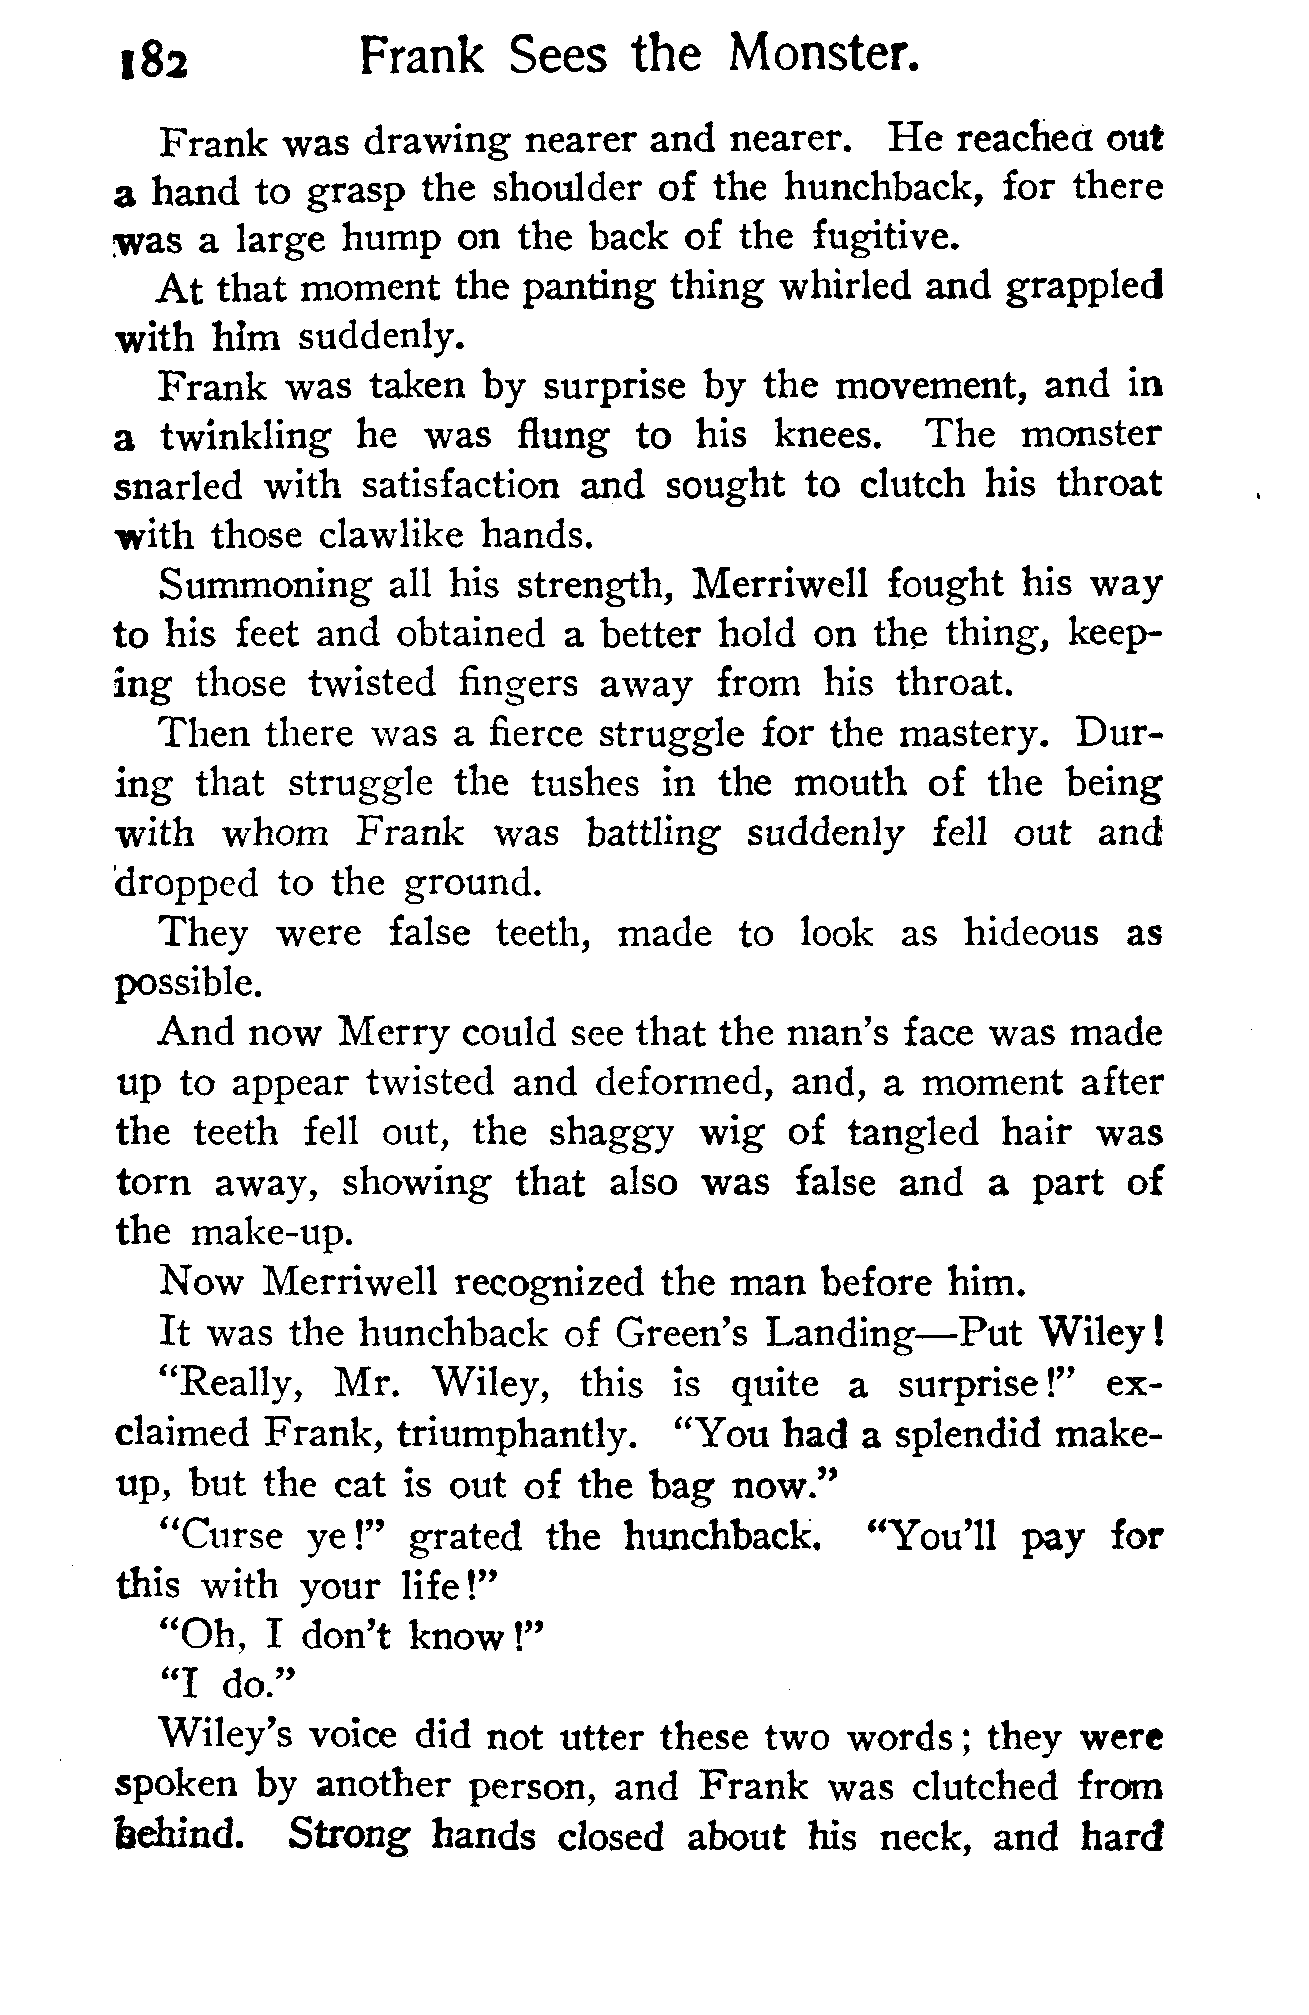 182 Frank Sees the Monster.
Frank was drawing nearer and nearer. He reached out
a hand to grasp the shoulder of the hunchback, for there
was a large hump on the back of the fugitive.
At that moment the panting thing whirled and grappled
with him suddenly.
Frank was taken by surprise by the movement, and in
a twinkling he was flung to his knees. The monster
snarled with satisfaction and sought to clutch his throat
with those clawlike hands.
Summoning all his strength, Merriwell fought his way
to his feet and obtained a better hold on the thing, keep-
ing those twisted fingers away from his throat.
Then there was a fierce struggle for the mastery. Dur-
ing that struggle the tushes in the mouth of the being
with whom Frank was battling suddenly fell out and
dropped to the ground.
They were false teeth, made to look as hideous as
possible.
And now Merry could see that the man's face was made
up to appear twisted and deformed, and, a moment after
the teeth fell out, the shaggy wig of tangled hair was
torn away, showing that also was false and a part of
the make-up.
Now Merriwell recognized the man before him.
It was the hunchback of Green's Landing—Put Wiley!
"Really, Mr. Wiley, this is quite a surprise!" ex-
claimed Frank, triumphantly. "You had a splendid make-
up, but the cat is out of the bag now."
"Curse ye!" grated the hunchback. "You'll pay for
this with your life!"
"Oh, I don't know!"
"I do."
Wiley's voice did not utter these two words; they were
spoken by another person, and Frank was clutched from
behind. Strong hands closed about his neck, and hard